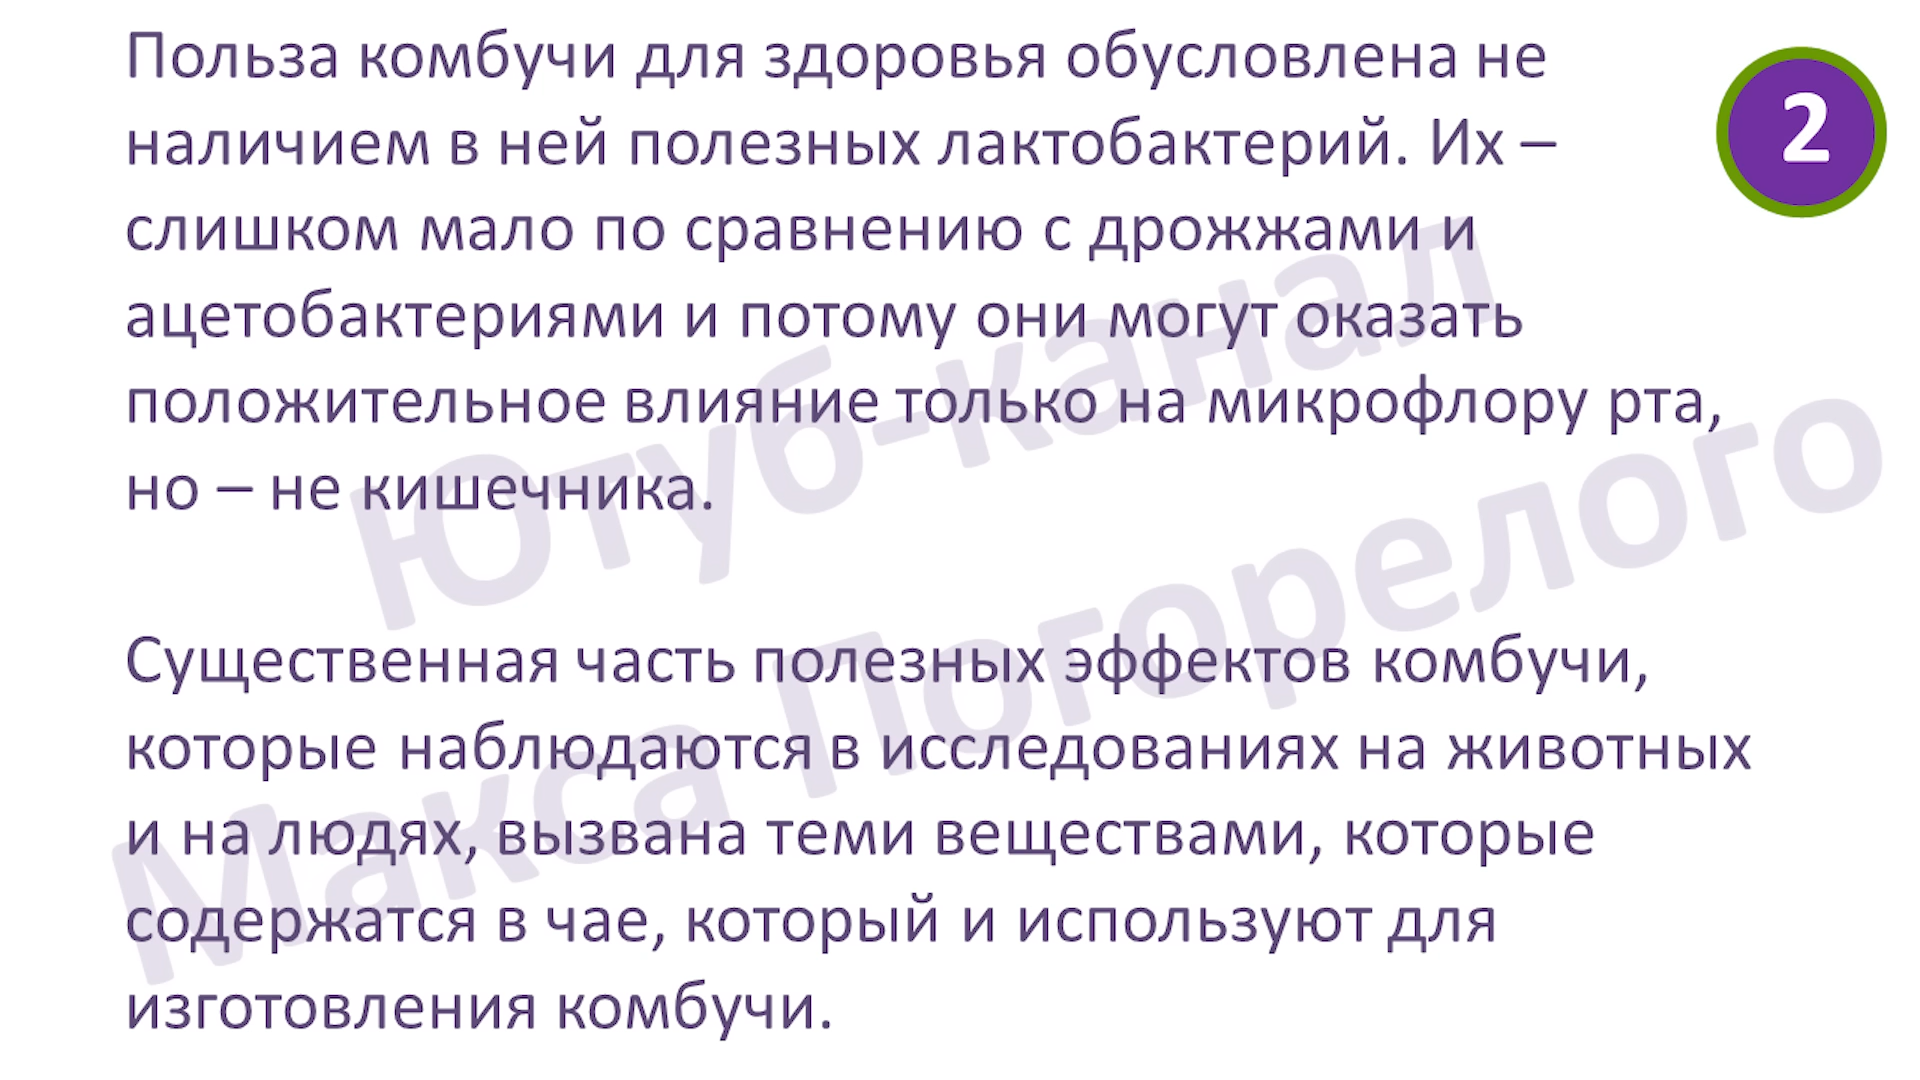 Польза комбучи для здоровья обусловлена не
наличием в ней полезных лактобактерий. Их –
слишком мало по сравнению с дрожжами и
ацетобактериями и потому они могут оказать
положительное влияние только на микрофлору рта,
но – не кишечника.
Существенная часть полезных эффектов комбучи,
которые наблюдаются в исследованиях на животных
и на людях, вызвана теми веществами, которые
содержатся в чае, который и используют для
изготовления комбучи.
2
Ютуб-канал
Макса Погорелого